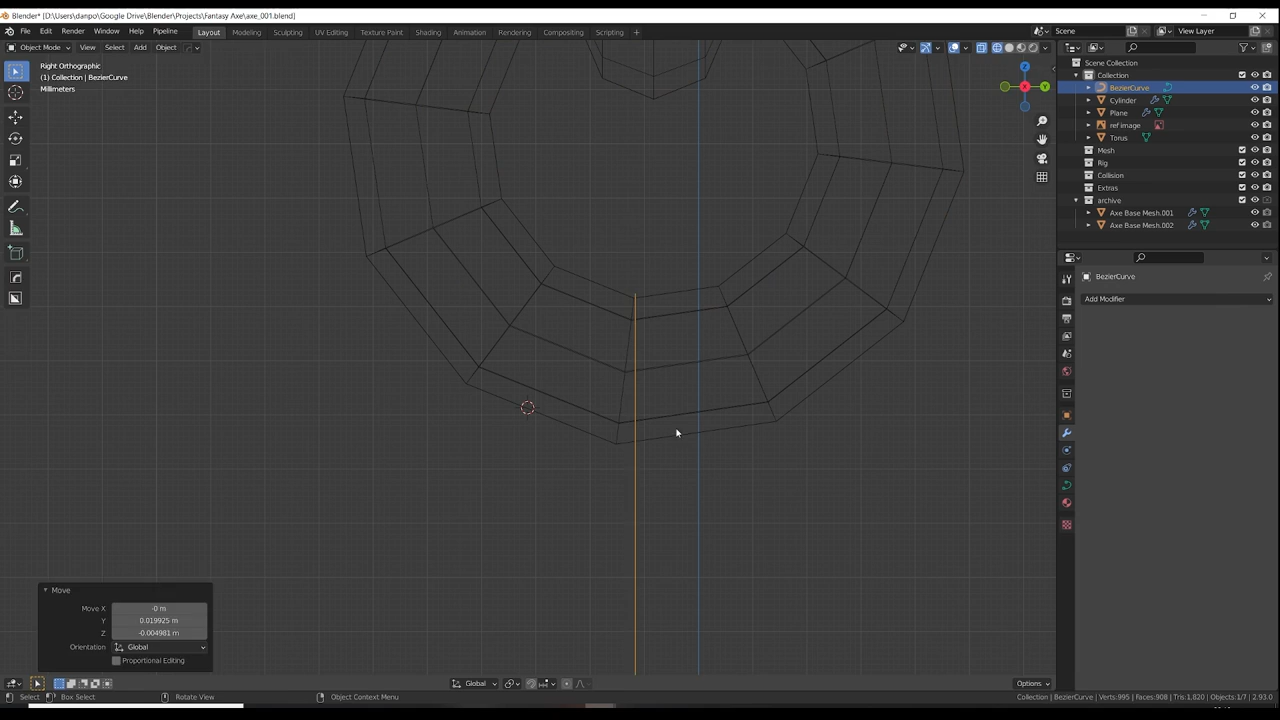 Blender* [D:\Users\danpo\Google Drive\Blender\Projects\Fantasy Axe\axe_001.blend]
File Edit Render Window Help Pipeline Layout Modeling Sculpting UV Editing Texture Paint Shading Animation Rendering Compositing Scripting + Scene View Layer
Object Mode View Select Add Object
Right Orthographic
(1) Collection | BezierCurve
Millimeters
Z
X
Y
Scene Collection
Collection
BezierCurve
Cylinder
Plane
ref image
Torus
Mesh
Rig
Collision
Extras
archive
Axe Base Mesh.001
Axe Base Mesh.002
BezierCurve
Add Modifier
Move
Move X -0 m
Y 0.019925 m
Z -0.004981 m
Orientation Global
Proportional Editing
Global Options
Select Box Select Rotate View Object Context Menu Collection | BezierCurve | Verts:995 | Faces:908 | Tris:1,820 | Objects:1/7 | 2.93.0